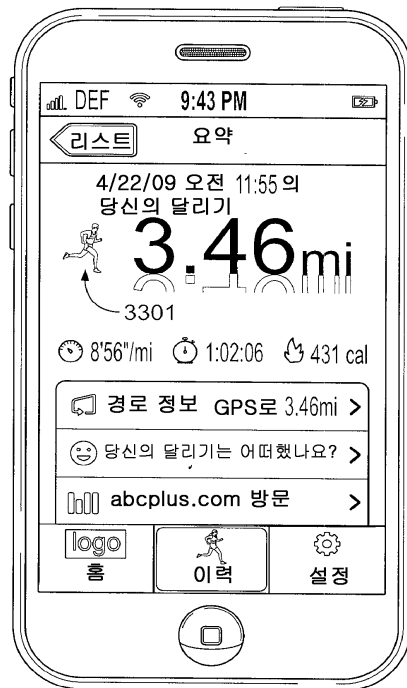 DEF 9:43 PM
리스트 요약
4/22/09 오전 11:55 의
당신의 달리기
3.46mi
3301
8'56"/mi 1:02:06 431 cal
경로 정보 GPS로 3.46mi >
당신의 달리기는 어떠했나요? >
abcplus.com 방문 >
logo
홈 이력 설정